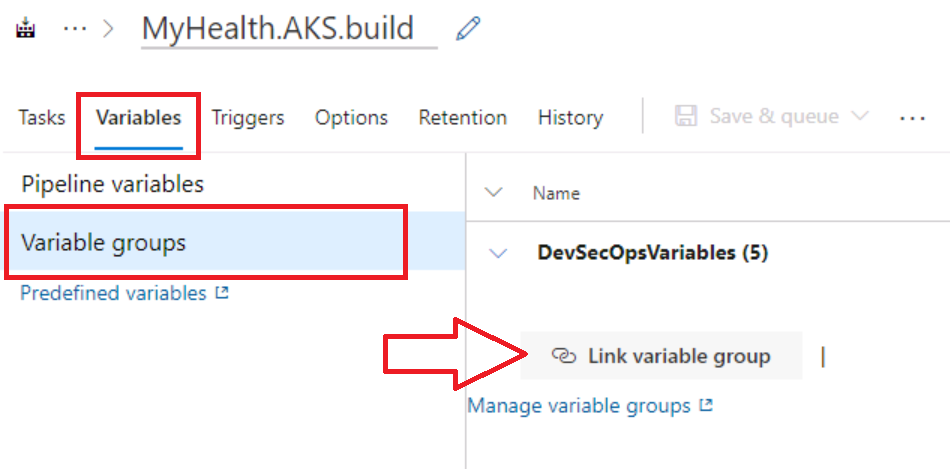 ... > MyHealth.AKS.build
Tasks Variables Triggers Options Retention History Save & queue ...
Pipeline variables
Name
Variable groups
DevSecOpsVariables (5)
Predefined variables
Link variable group |
Manage variable groups